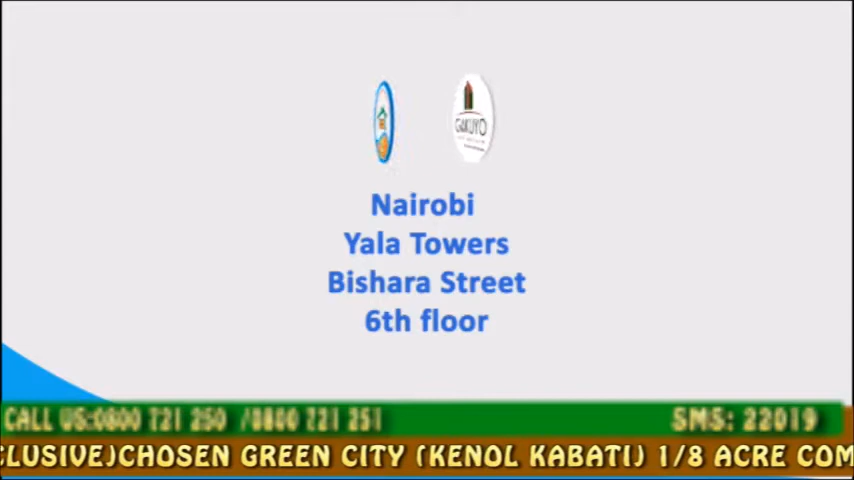 GAKUYO
Nairobi
Yala Towers
Bishara Street
6th floor
CALL US:0800 721 250 /0800 721 251 SMS: 22019
CLUSIVE)CHOSEN GREEN CITY (KENOL KABATI) 1/8 ACRE COM